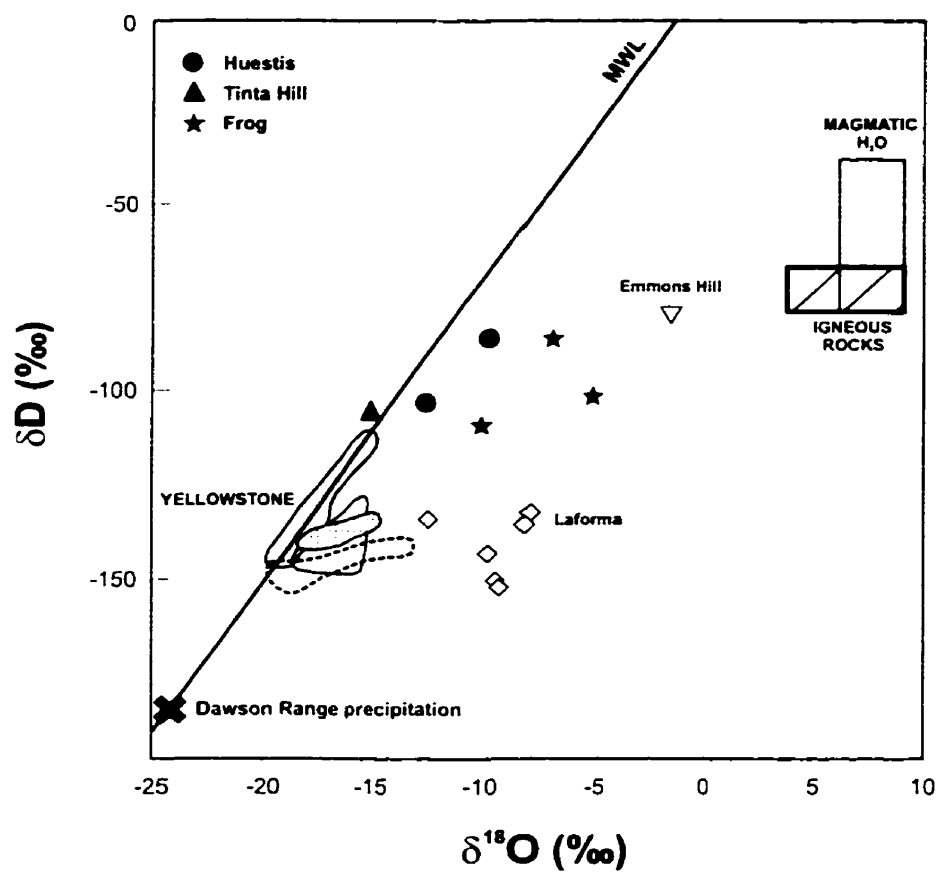 0
Huestis
Tinta Hill
Frog
MWL
MAGMATIC
H₂O
-50
Emmons Hill
IGNEOUS
ROCKS
δD (‰)
-100
YELLOWSTONE
Laforma
-150
Dawson Range precipitation
-25 -20 -15 -10 -5 0 5 10
δ¹⁸O (‰)